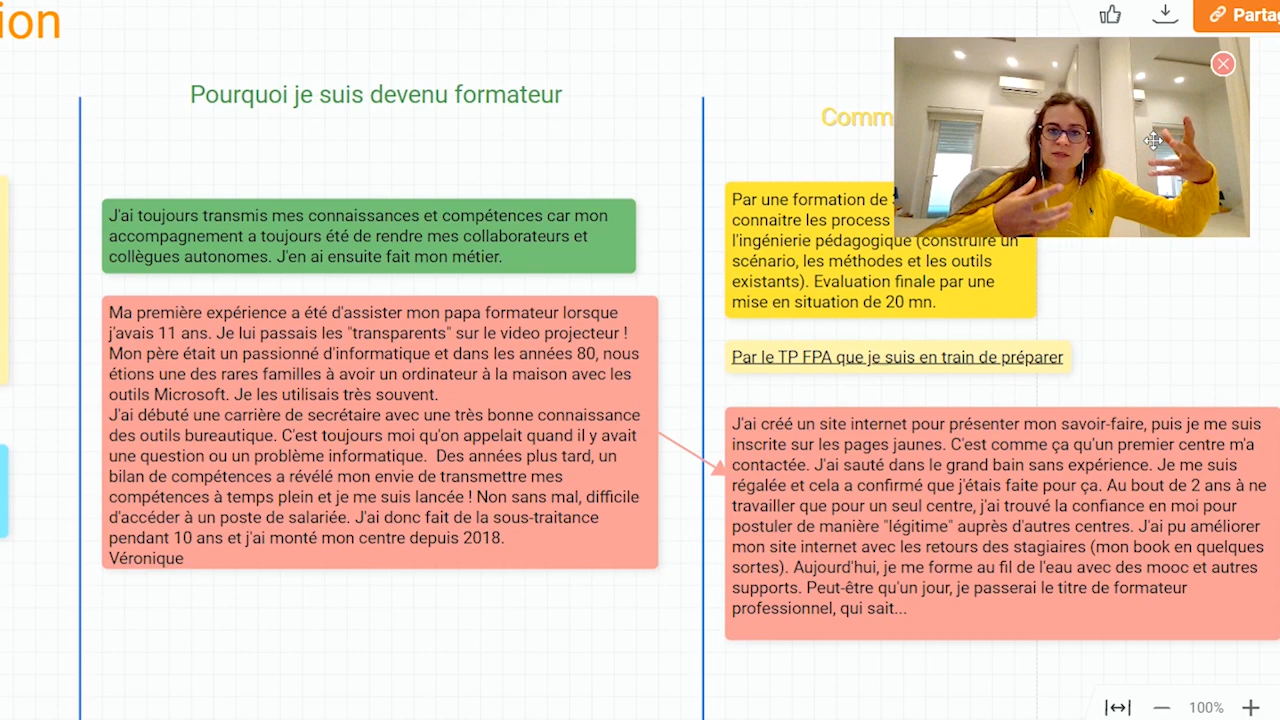 ion
Partag
Pourquoi je suis devenu formateur
J'ai toujours transmis mes connaissances et compétences car mon
accompagnement a toujours été de rendre mes collaborateurs et
collègues autonomes. J'en ai ensuite fait mon métier.
Ma première expérience a été d'assister mon papa formateur lorsque
j'avais 11 ans. Je lui passais les "transparents" sur le video projecteur !
Mon père était un passionné d'informatique et dans les années 80, nous
étions une des rares familles à avoir un ordinateur à la maison avec les
outils Microsoft. Je les utilisais très souvent.
J'ai débuté une carrière de secrétaire avec une très bonne connaissance
des outils bureautique. C'est toujours moi qu'on appelait quand il y avait
une question ou un problème informatique. Des années plus tard, un
bilan de compétences a révélé mon envie de transmettre mes
compétences à temps plein et je me suis lancée ! Non sans mal, difficile
d'accéder à un poste de salariée. J'ai donc fait de la sous-traitance
pendant 10 ans et j'ai monté mon centre depuis 2018.
Véronique
Comm
Par une formation de
connaitre les process
l'ingénierie pédagogique (construire un
scénario, les méthodes et les outils
existants). Evaluation finale par une
mise en situation de 20 mn.
Par le TP FPA que je suis en train de préparer
J'ai créé un site internet pour présenter mon savoir-faire, puis je me suis
inscrite sur les pages jaunes. C'est comme ça qu'un premier centre m'a
contactée. J'ai sauté dans le grand bain sans expérience. Je me suis
régalée et cela a confirmé que j'étais faite pour ça. Au bout de 2 ans à ne
travailler que pour un seul centre, j'ai trouvé la confiance en moi pour
postuler de manière "légitime" auprès d'autres centres. J'ai pu améliorer
mon site internet avec les retours des stagiaires (mon book en quelques
sortes). Aujourd'hui, je me forme au fil de l'eau avec des mooc et autres
supports. Peut-être qu'un jour, je passerai le titre de formateur
professionnel, qui sait...
100%